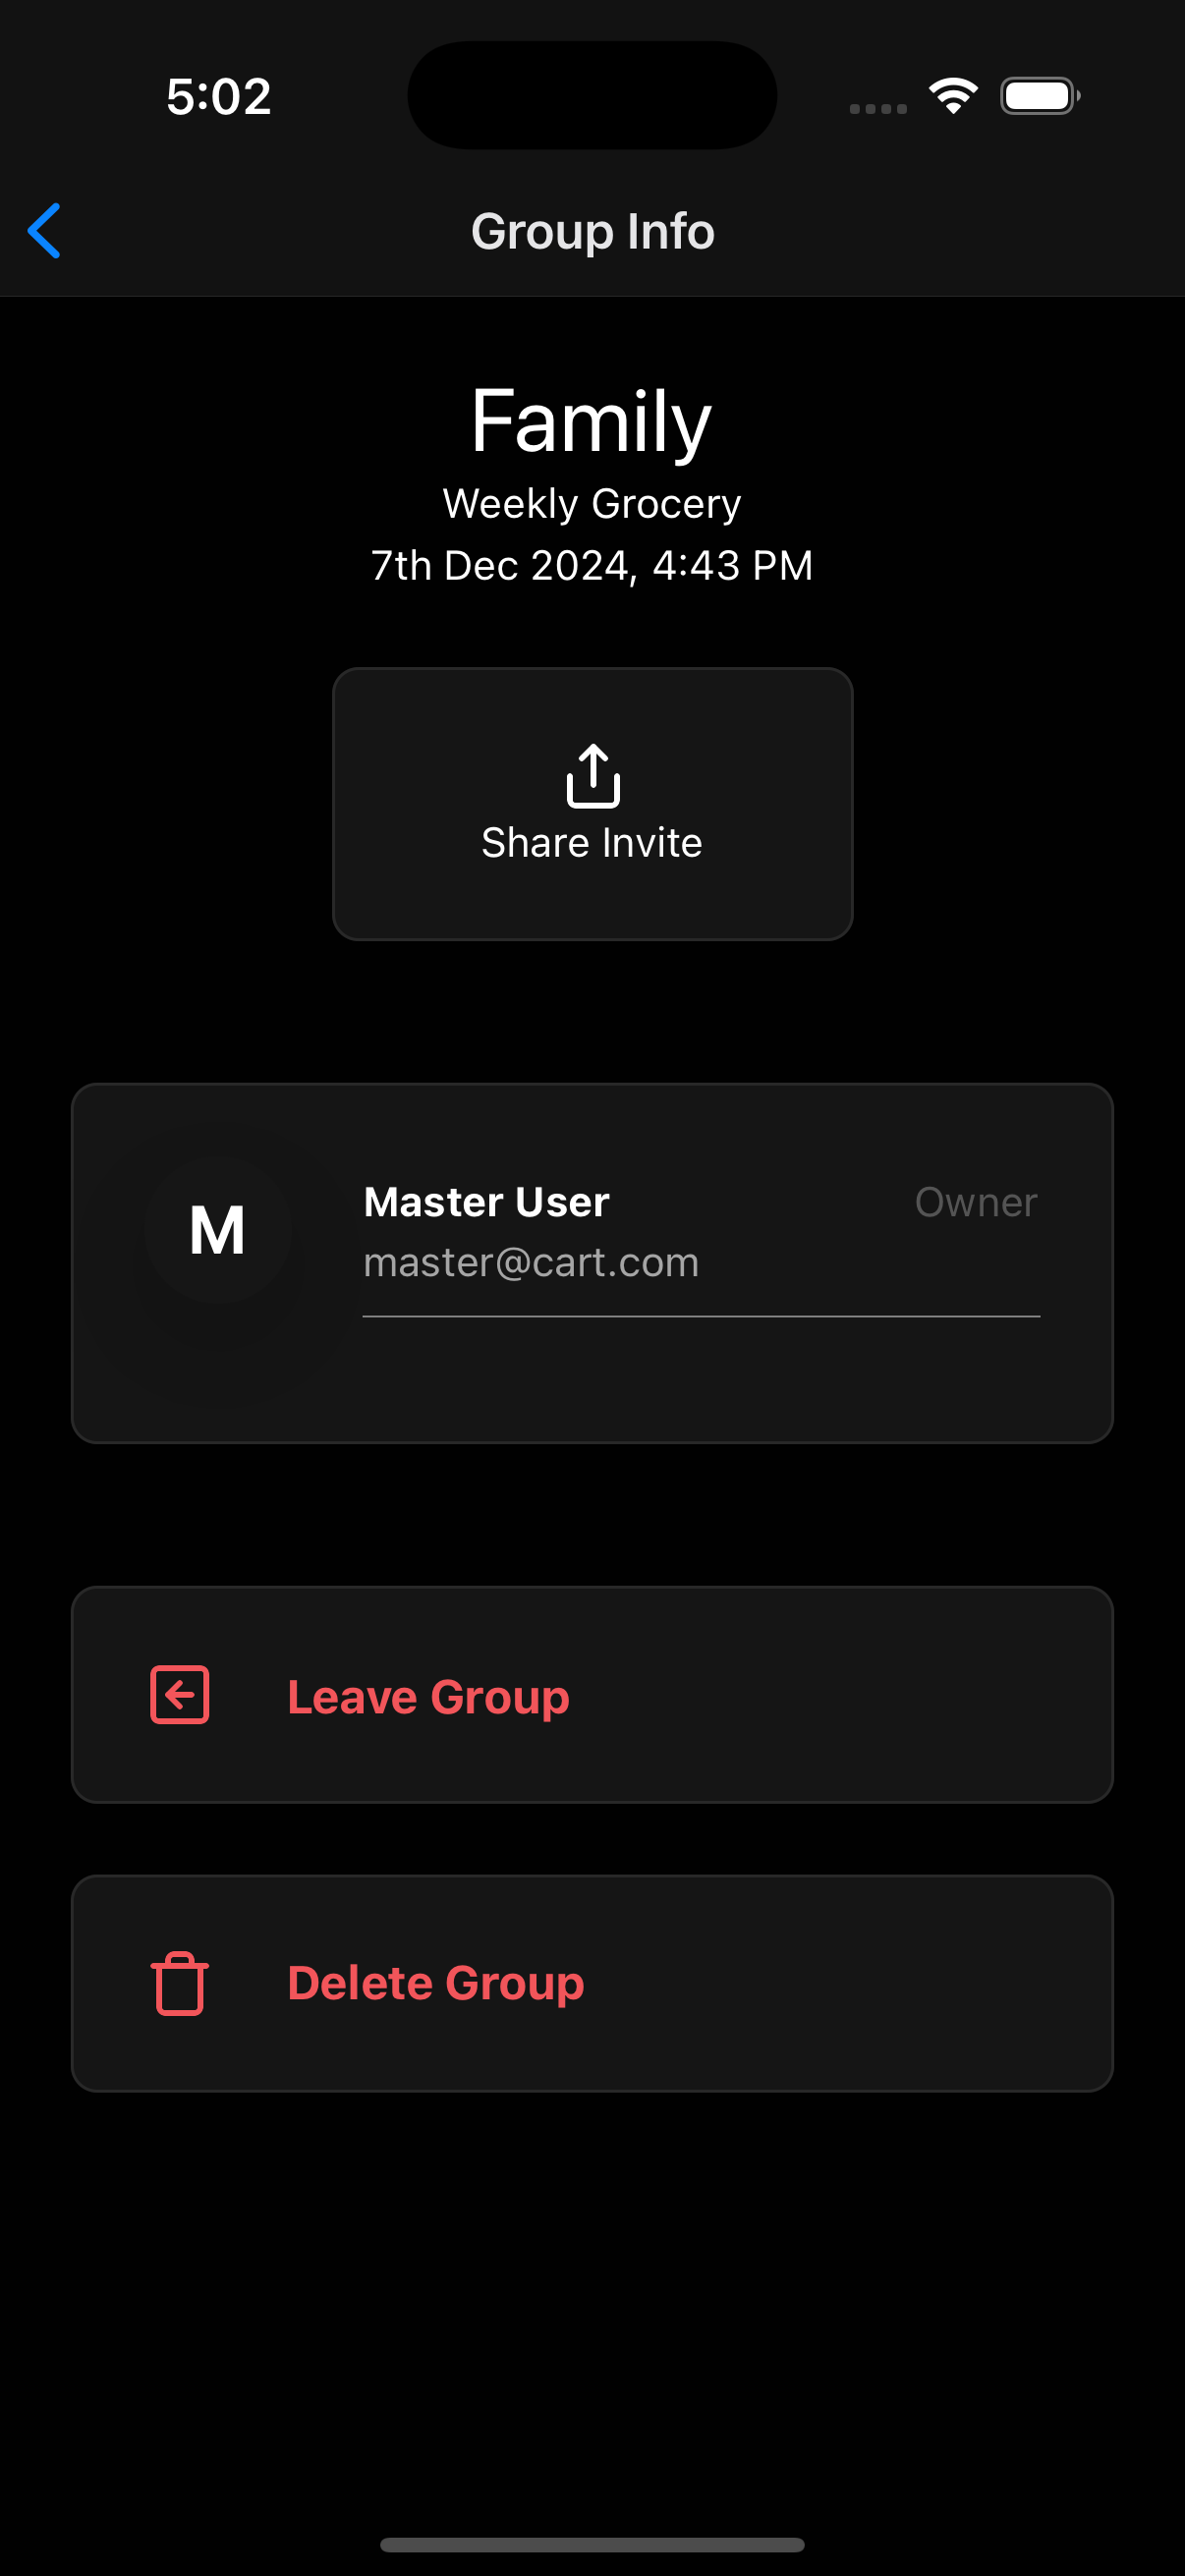 5:02
Group Info
Family
Weekly Grocery
7th Dec 2024, 4:43 PM
Share Invite
M
Master User
Owner
master@cart.com
Leave Group
Delete Group